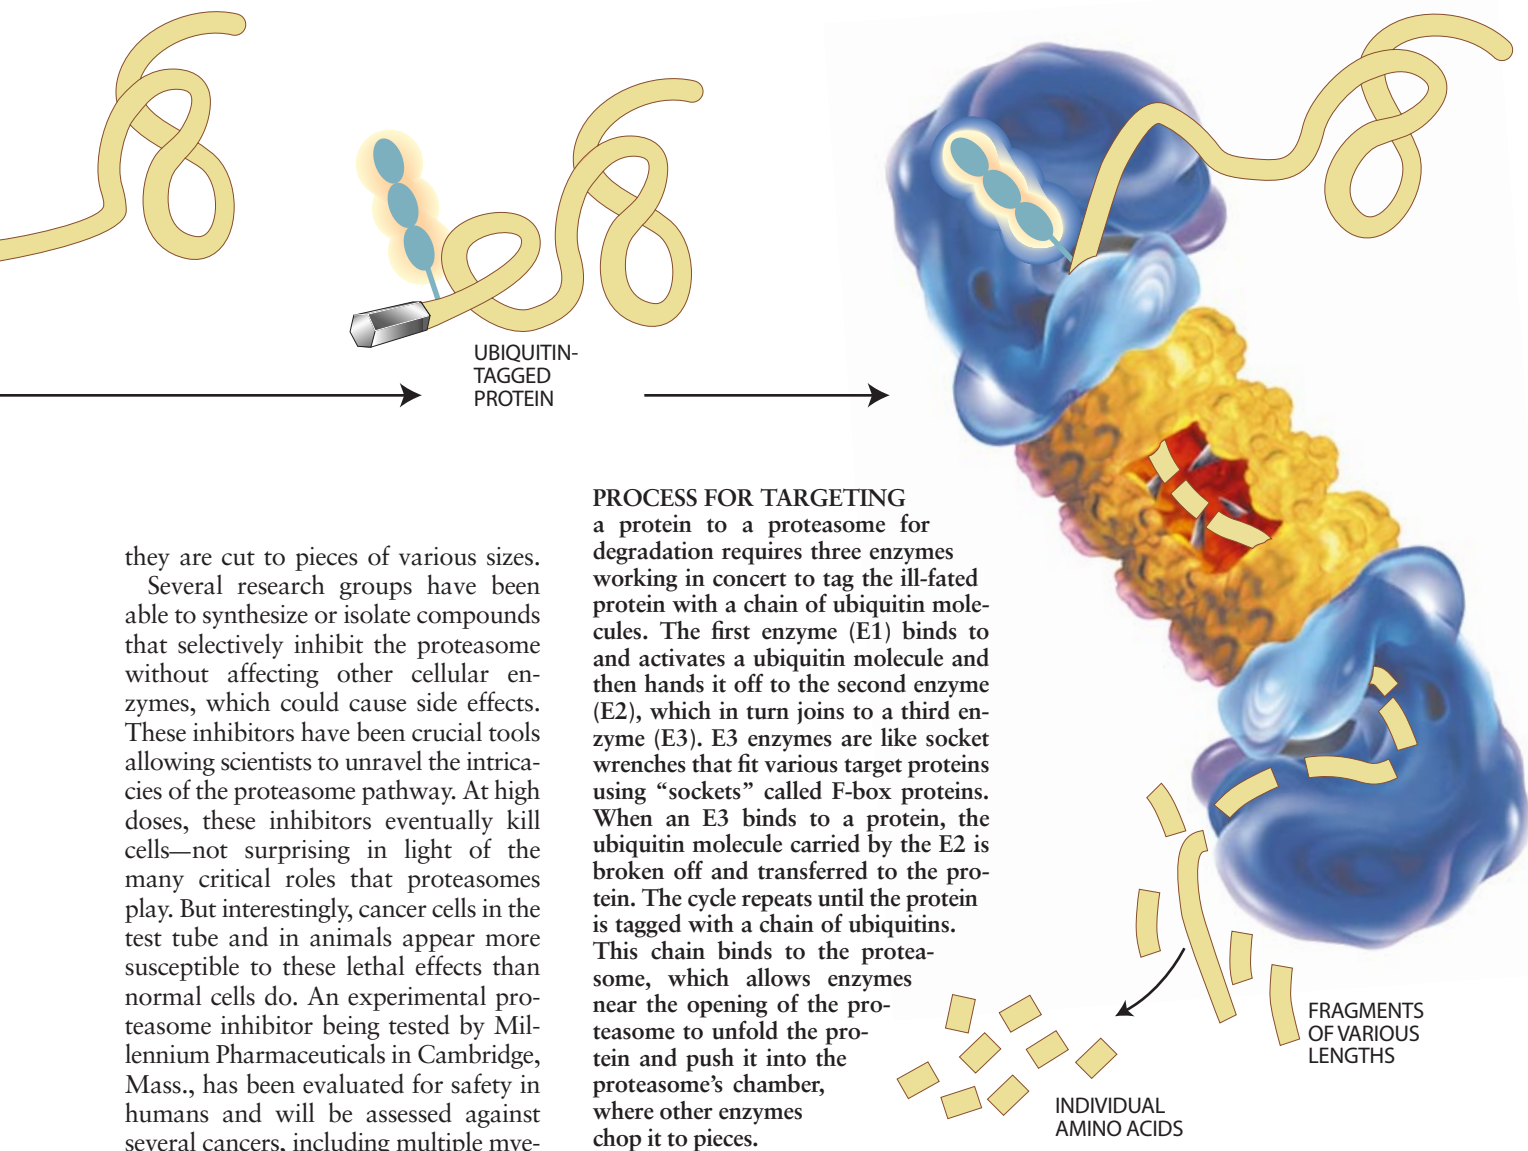 UBIQUITIN-
TAGGED
PROTEIN
they are cut to pieces of various sizes.
Several research groups have been
able to synthesize or isolate compounds
that selectively inhibit the proteasome
without affecting other cellular en-
zymes, which could cause side effects.
These inhibitors have been crucial tools
allowing scientists to unravel the intrica-
cies of the proteasome pathway. At high
doses, these inhibitors eventually kill
cells—not surprising in light of the
many critical roles that proteasomes
play. But interestingly, cancer cells in the
test tube and in animals appear more
susceptible to these lethal effects than
normal cells do. An experimental pro-
teasome inhibitor being tested by Mil-
lennium Pharmaceuticals in Cambridge,
Mass., has been evaluated for safety in
humans and will be assessed against
several cancers, including multiple mye-
PROCESS FOR TARGETING
a protein to a proteasome for
degradation requires three enzymes
working in concert to tag the ill-fated
protein with a chain of ubiquitin mole-
cules. The first enzyme (E1) binds to
and activates a ubiquitin molecule and
then hands it off to the second enzyme
(E2), which in turn joins to a third en-
zyme (E3). E3 enzymes are like socket
wrenches that fit various target proteins
using “sockets” called F-box proteins.
When an E3 binds to a protein, the
ubiquitin molecule carried by the E2 is
broken off and transferred to the pro-
tein. The cycle repeats until the protein
is tagged with a chain of ubiquitins.
This chain binds to the protea-
some, which allows enzymes
near the opening of the pro-
teasome to unfold the pro-
tein and push it into the
proteasome’s chamber,
where other enzymes
chop it to pieces.
FRAGMENTS
OF VARIOUS
LENGTHS
INDIVIDUAL
AMINO ACIDS